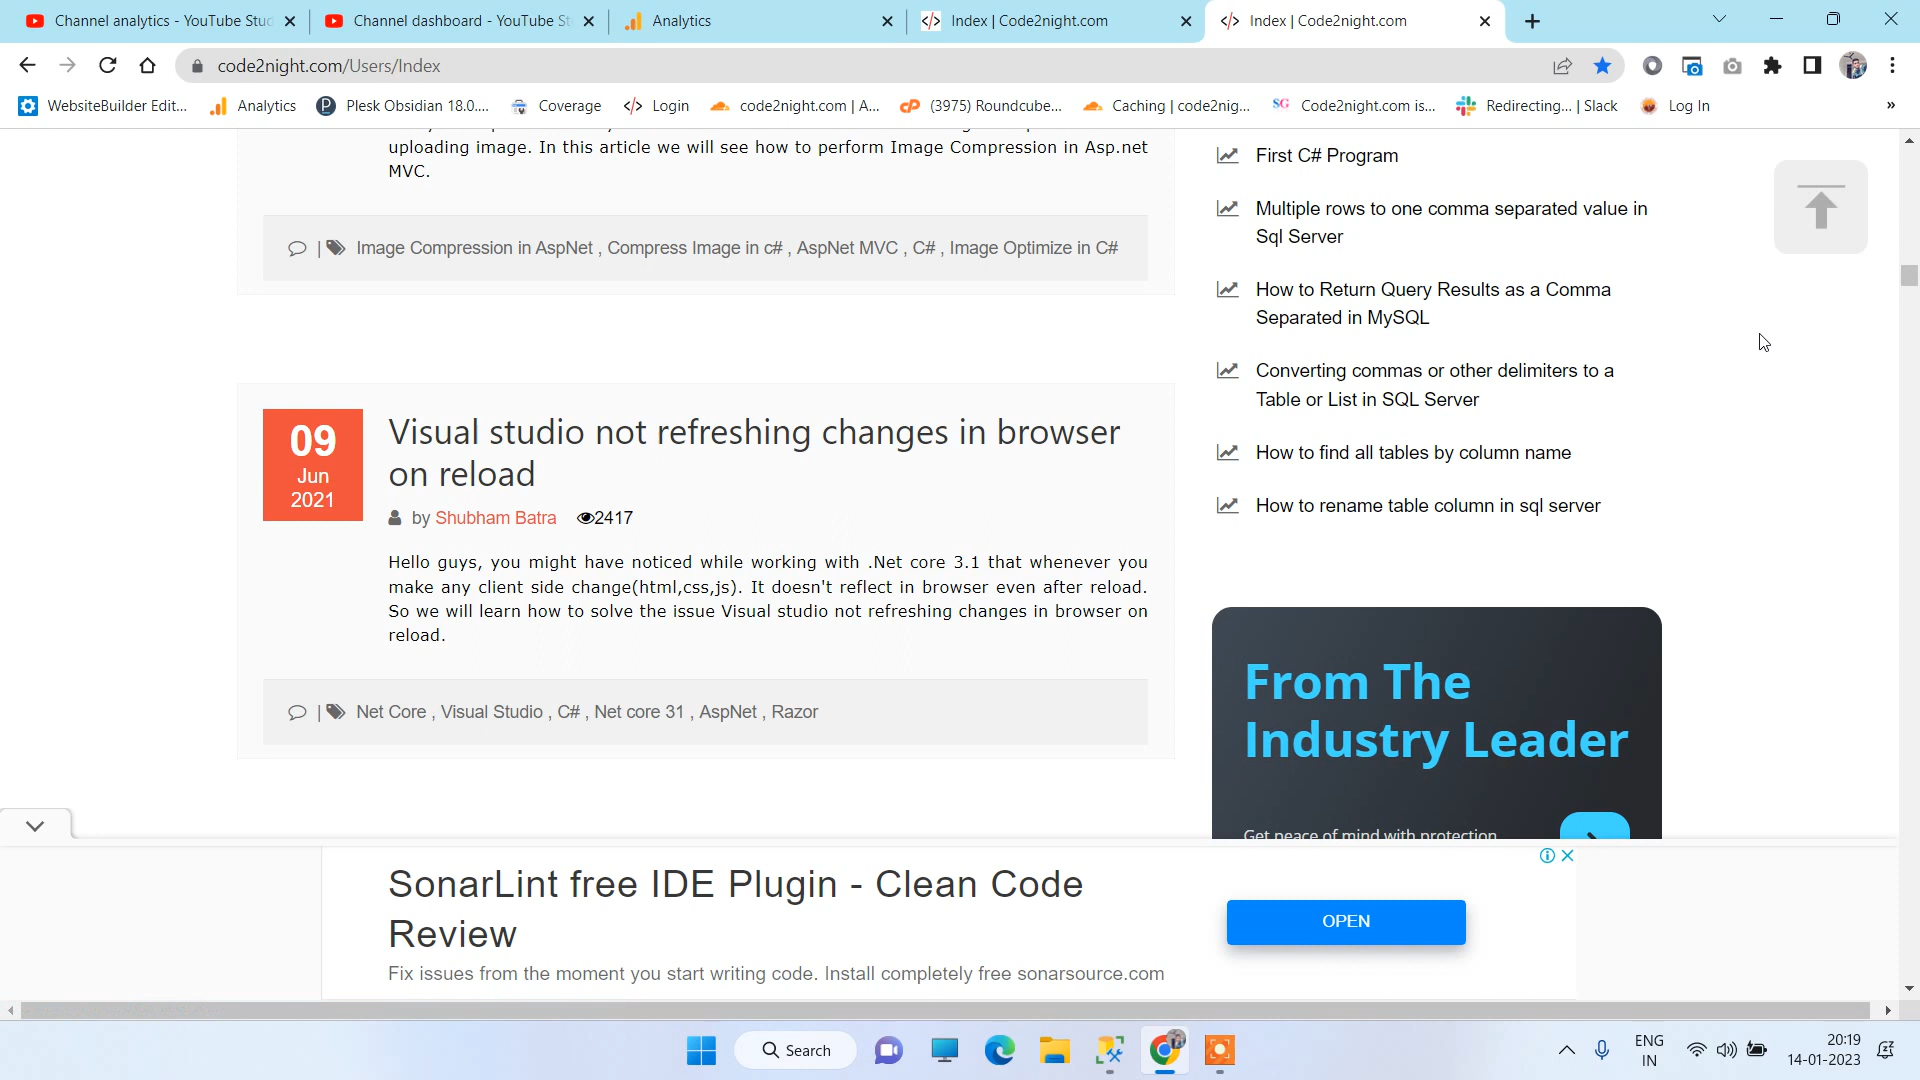 Channel analytics - YouTube Stud
Channel dashboard - YouTube St
Analytics
Index | Code2night.com
Index | Code2night.com
code2night.com/Users/Index
WebsiteBuilder Edit...
Analytics
Plesk Obsidian 18.0....
Coverage
Login
code2night.com | A...
(3975) Roundcube...
Caching | code2nig...
Code2night.com is...
Redirecting... | Slack
Log In
»
uploading image. In this article we will see how to perform Image Compression in Asp.net
MVC.
| Image Compression in AspNet , Compress Image in c# , AspNet MVC , C# , Image Optimize in C#
09
Jun
2021
Visual studio not refreshing changes in browser
on reload
by Shubham Batra 2417
Hello guys, you might have noticed while working with .Net core 3.1 that whenever you
make any client side change(html,css,js). It doesn't reflect in browser even after reload.
So we will learn how to solve the issue Visual studio not refreshing changes in browser on
reload.
| Net Core , Visual Studio , C# , Net core 31 , AspNet , Razor
First C# Program
Multiple rows to one comma separated value in
Sql Server
How to Return Query Results as a Comma
Separated in MySQL
Converting commas or other delimiters to a
Table or List in SQL Server
How to find all tables by column name
How to rename table column in sql server
From The
Industry Leader
Get peace of mind with protection
SonarLint free IDE Plugin - Clean Code
Review
Fix issues from the moment you start writing code. Install completely free sonarsource.com
OPEN
Search
ENG
IN
20:19
14-01-2023